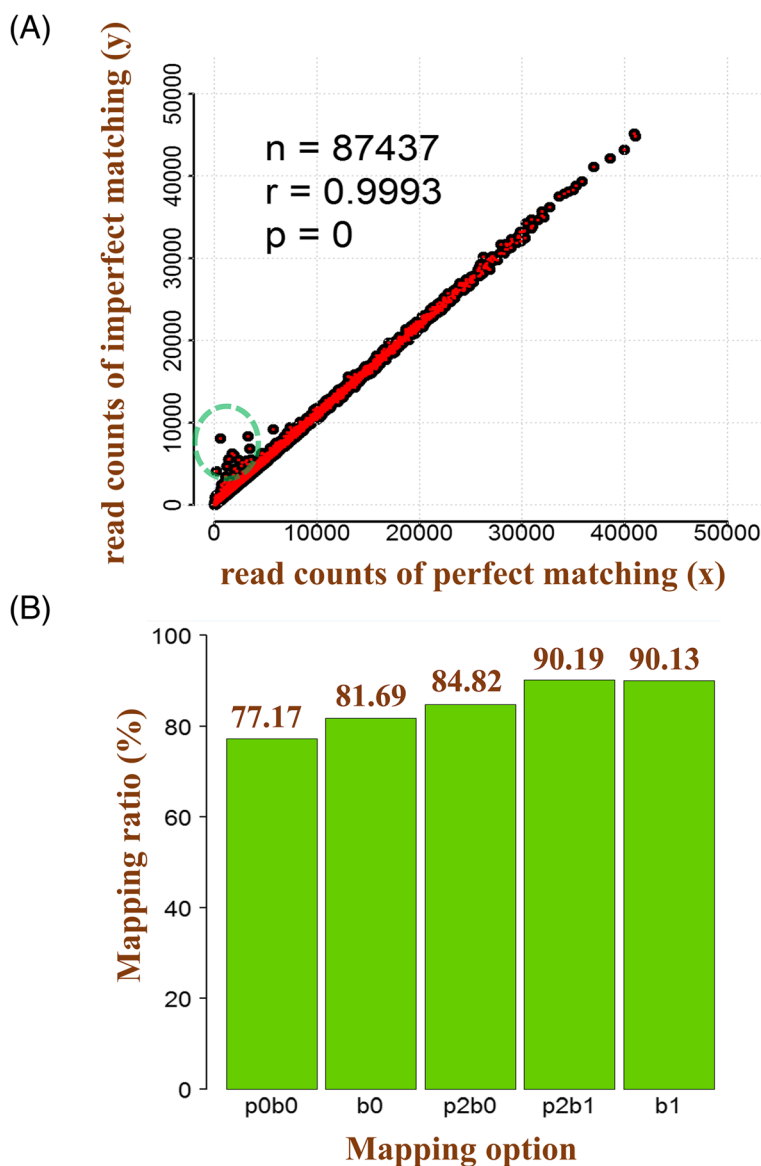 (A)
read counts of imperfect matching (y)
50000
40000
30000
20000
10000
0
n = 87437
r = 0.9993
p = 0
0 10000 20000 30000 40000 50000
read counts of perfect matching (x)
(B)
Mapping ratio (%)
100
80
60
40
20
0
77.17 81.69 84.82 90.19 90.13
p0b0 b0 p2b0 p2b1 b1
Mapping option